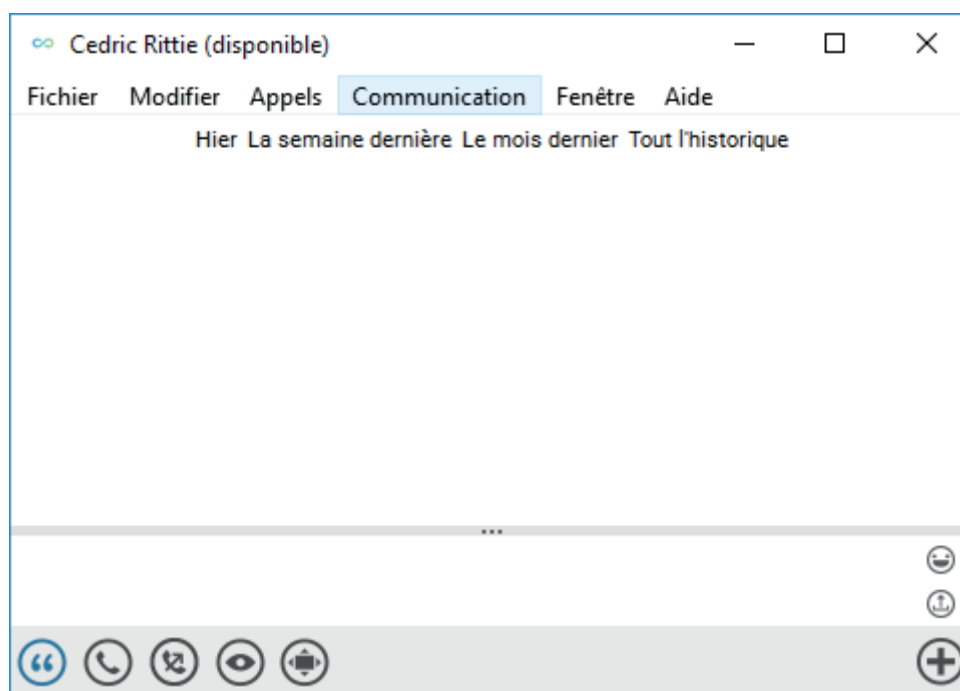 Cedric Rittie (disponible)
Fichier Modifier Appels Communication Fenêtre Aide
Hier La semaine dernière Le mois dernier Tout l'historique